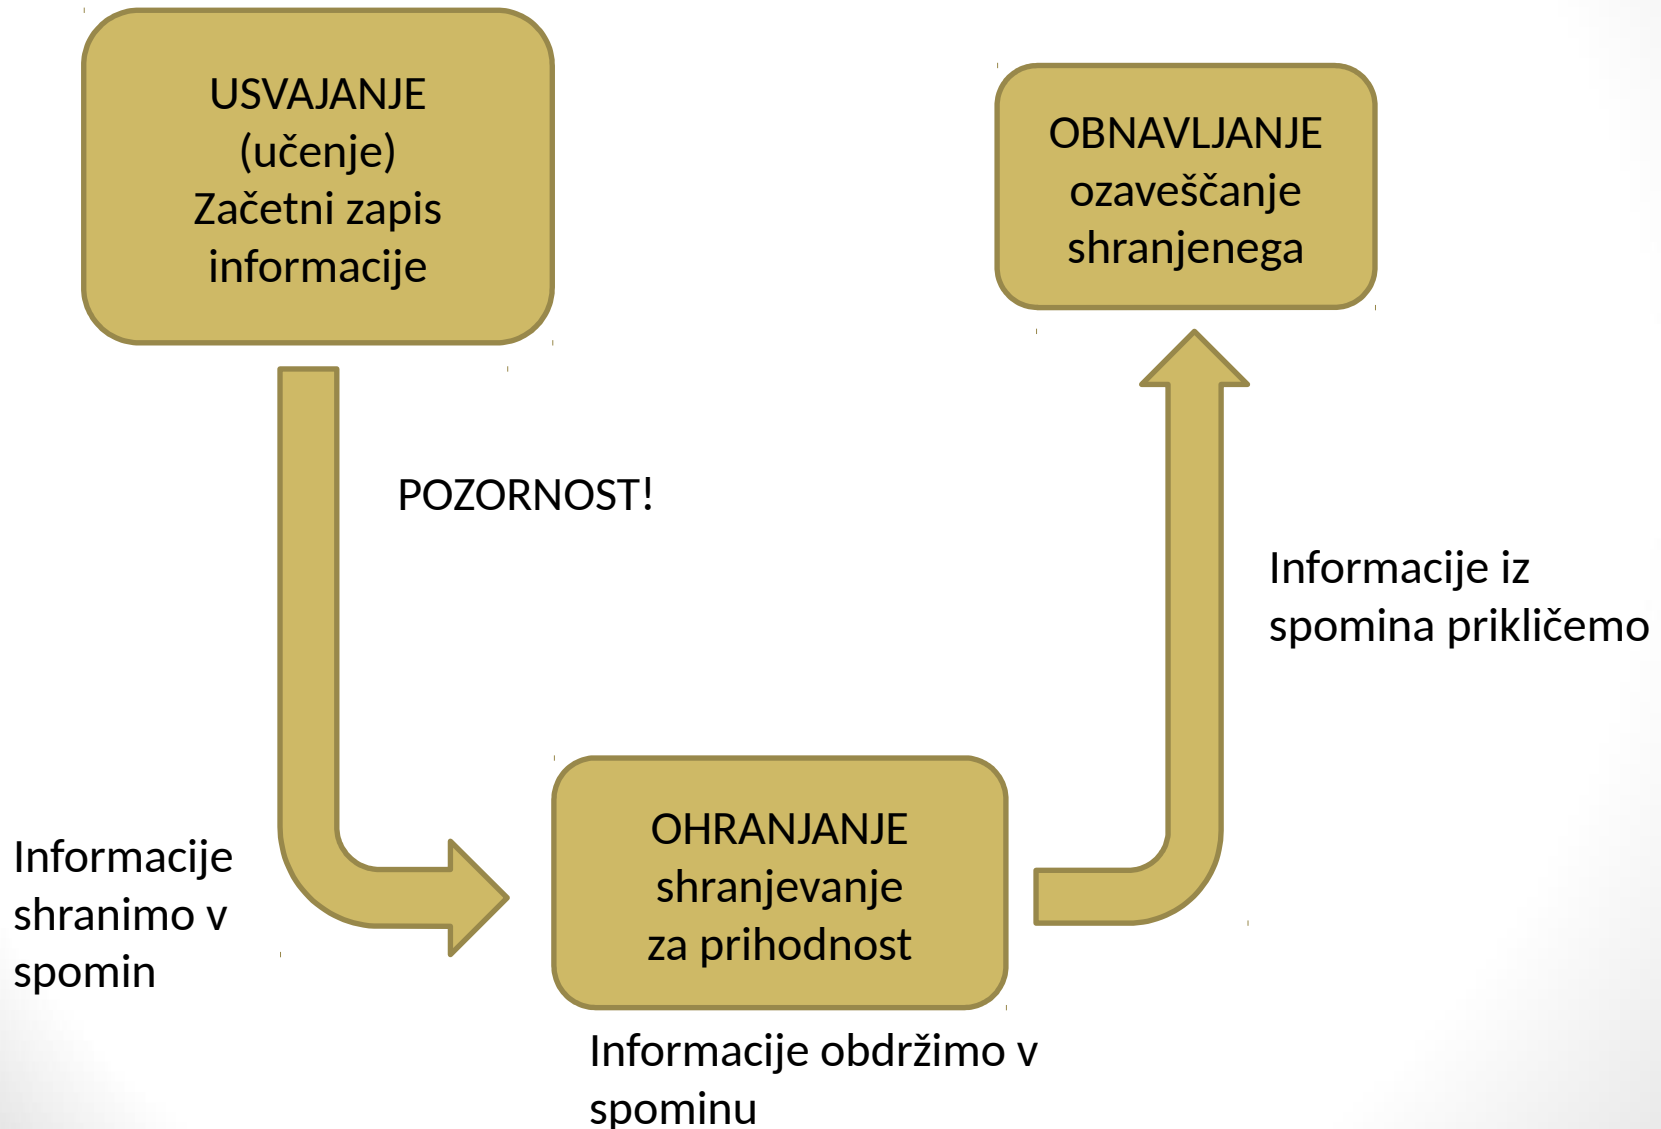 USVAJANJE
(učenje)
Začetni zapis
informacije
OBNAVLJANJE
ozaveščanje
shranjenega
POZORNOST!
Informacije iz
spomina prikličemo
Informacije
shranimo v
spomin
OHRANJANJE
shranjevanje
za prihodnost
Informacije obdržimo v
spominu